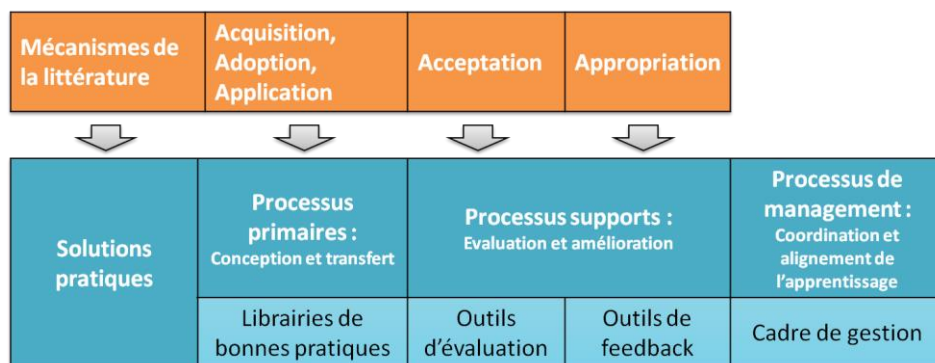 Mécanismes de
la littérature
Acquisition,
Adoption,
Application
Acceptation
Appropriation
Solutions
pratiques
Processus
primaires :
Conception et transfert
Processus supports :
Evaluation et amélioration
Processus de
management :
Coordination et
alignement de
l'apprentissage
Librairies de
bonnes pratiques
Outils
d'évaluation
Outils de
feedback
Cadre de gestion